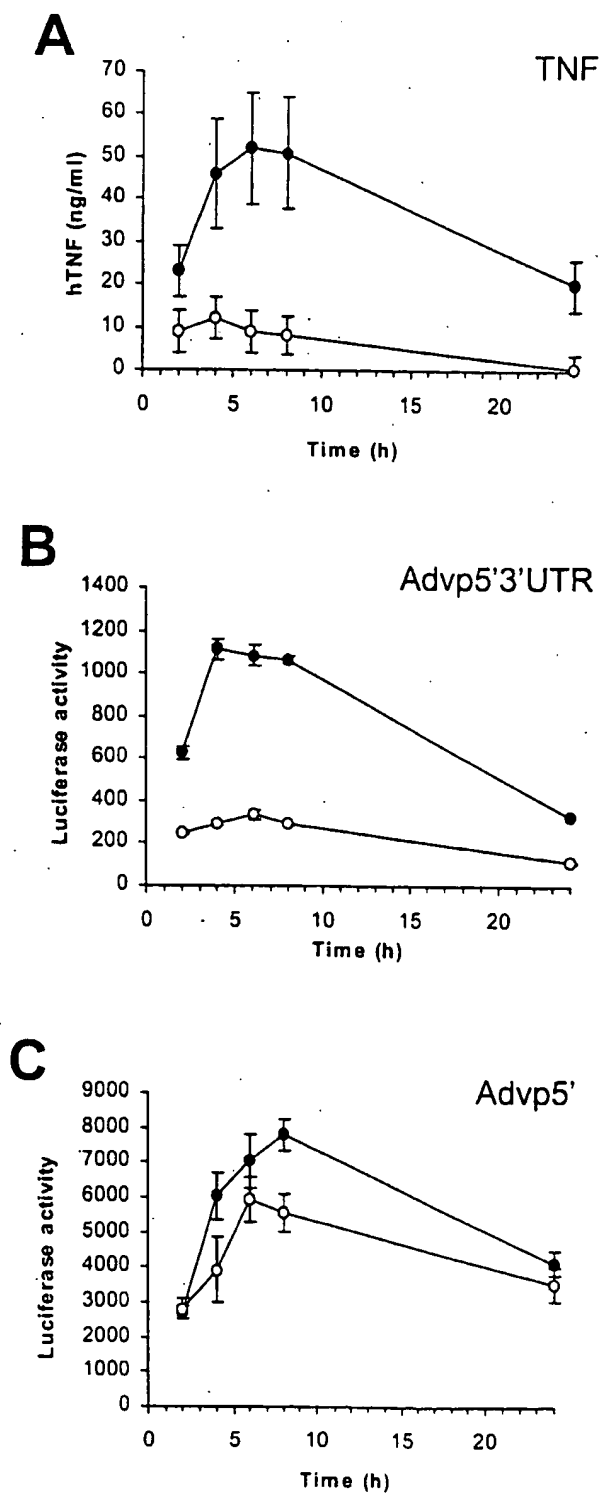 A
TNF
70
60
50
40
30
20
10
0
hTNF (ng/ml)
0 5 10 15 20
Time (h)
B
Advp5'3'UTR
1400
1200
1000
800
600
400
200
0
Luciferase activity
0 5 10 15 20
Time (h)
C
Advp5'
9000
8000
7000
6000
5000
4000
3000
2000
1000
0
Luciferase activity
0 5 10 15 20
Time (h)